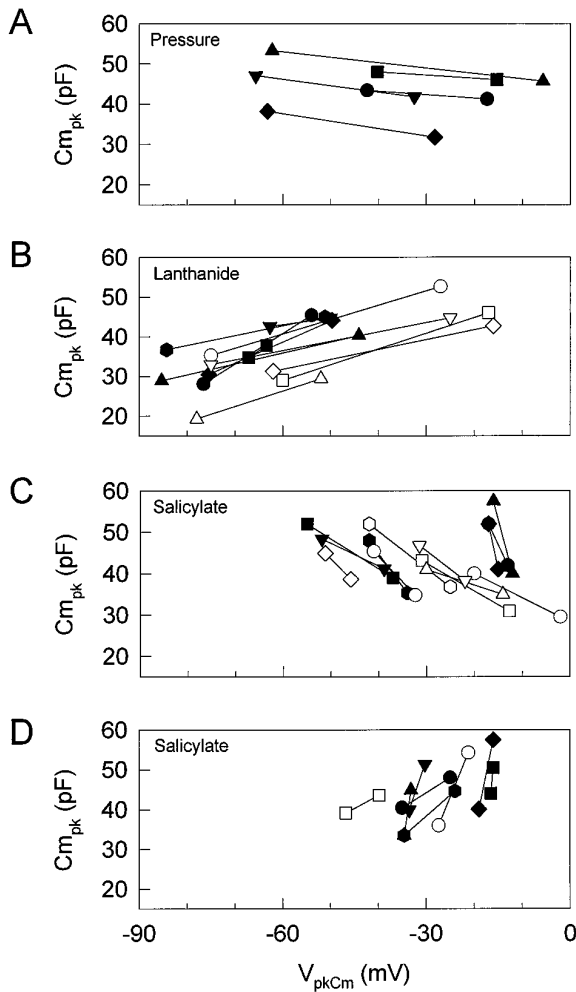 A
Pressure
Cm_pk (pF)
60
50
40
30
20
B
Lanthanide
Cm_pk (pF)
60
50
40
30
20
C
Salicylate
Cm_pk (pF)
60
50
40
30
20
D
Salicylate
Cm_pk (pF)
60
50
40
30
20
-90 -60 -30 0
V_pkCm (mV)